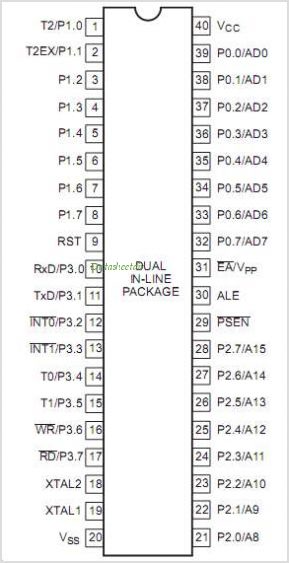 T2/P1.0 1 40 VCC
T2EX/P1.1 2 39 P0.0/AD0
P1.2 3 38 P0.1/AD1
P1.3 4 37 P0.2/AD2
P1.4 5 36 P0.3/AD3
P1.5 6 35 P0.4/AD4
P1.6 7 34 P0.5/AD5
P1.7 8 33 P0.6/AD6
RST 9 32 P0.7/AD7
RxD/P3.0 10 31 EA/VPP
TxD/P3.1 11 30 ALE
INT0/P3.2 12 29 PSEN
INT1/P3.3 13 28 P2.7/A15
T0/P3.4 14 27 P2.6/A14
T1/P3.5 15 26 P2.5/A13
WR/P3.6 16 25 P2.4/A12
RD/P3.7 17 24 P2.3/A11
XTAL2 18 23 P2.2/A10
XTAL1 19 22 P2.1/A9
VSS 20 21 P2.0/A8
DUAL
IN-LINE
PACKAGE